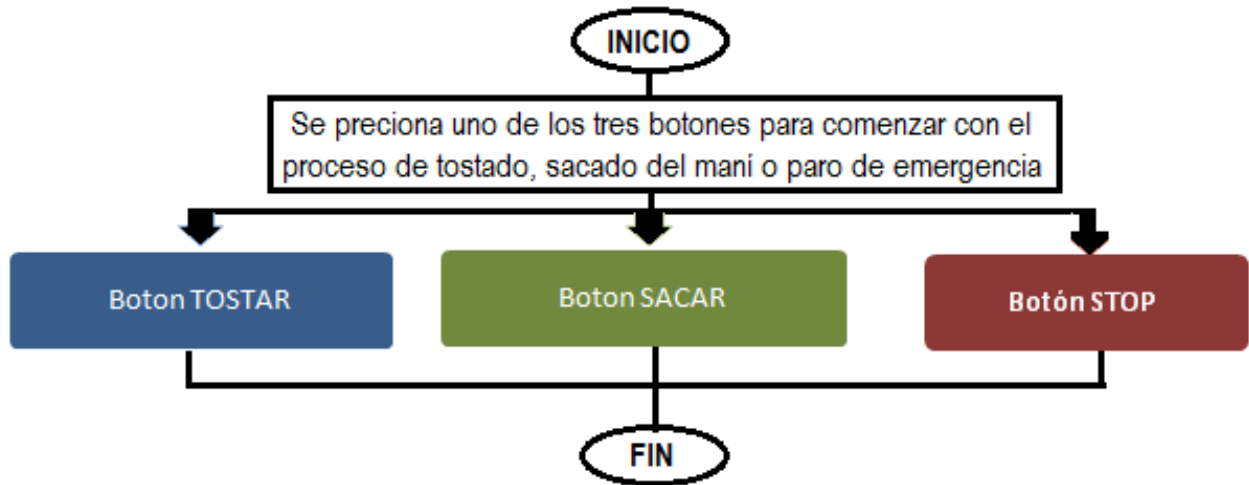 INICIO
Se preciona uno de los tres botones para comenzar con el
proceso de tostado, sacado del maní o paro de emergencia
Boton TOSTAR
Boton SACAR
Botón STOP
FIN